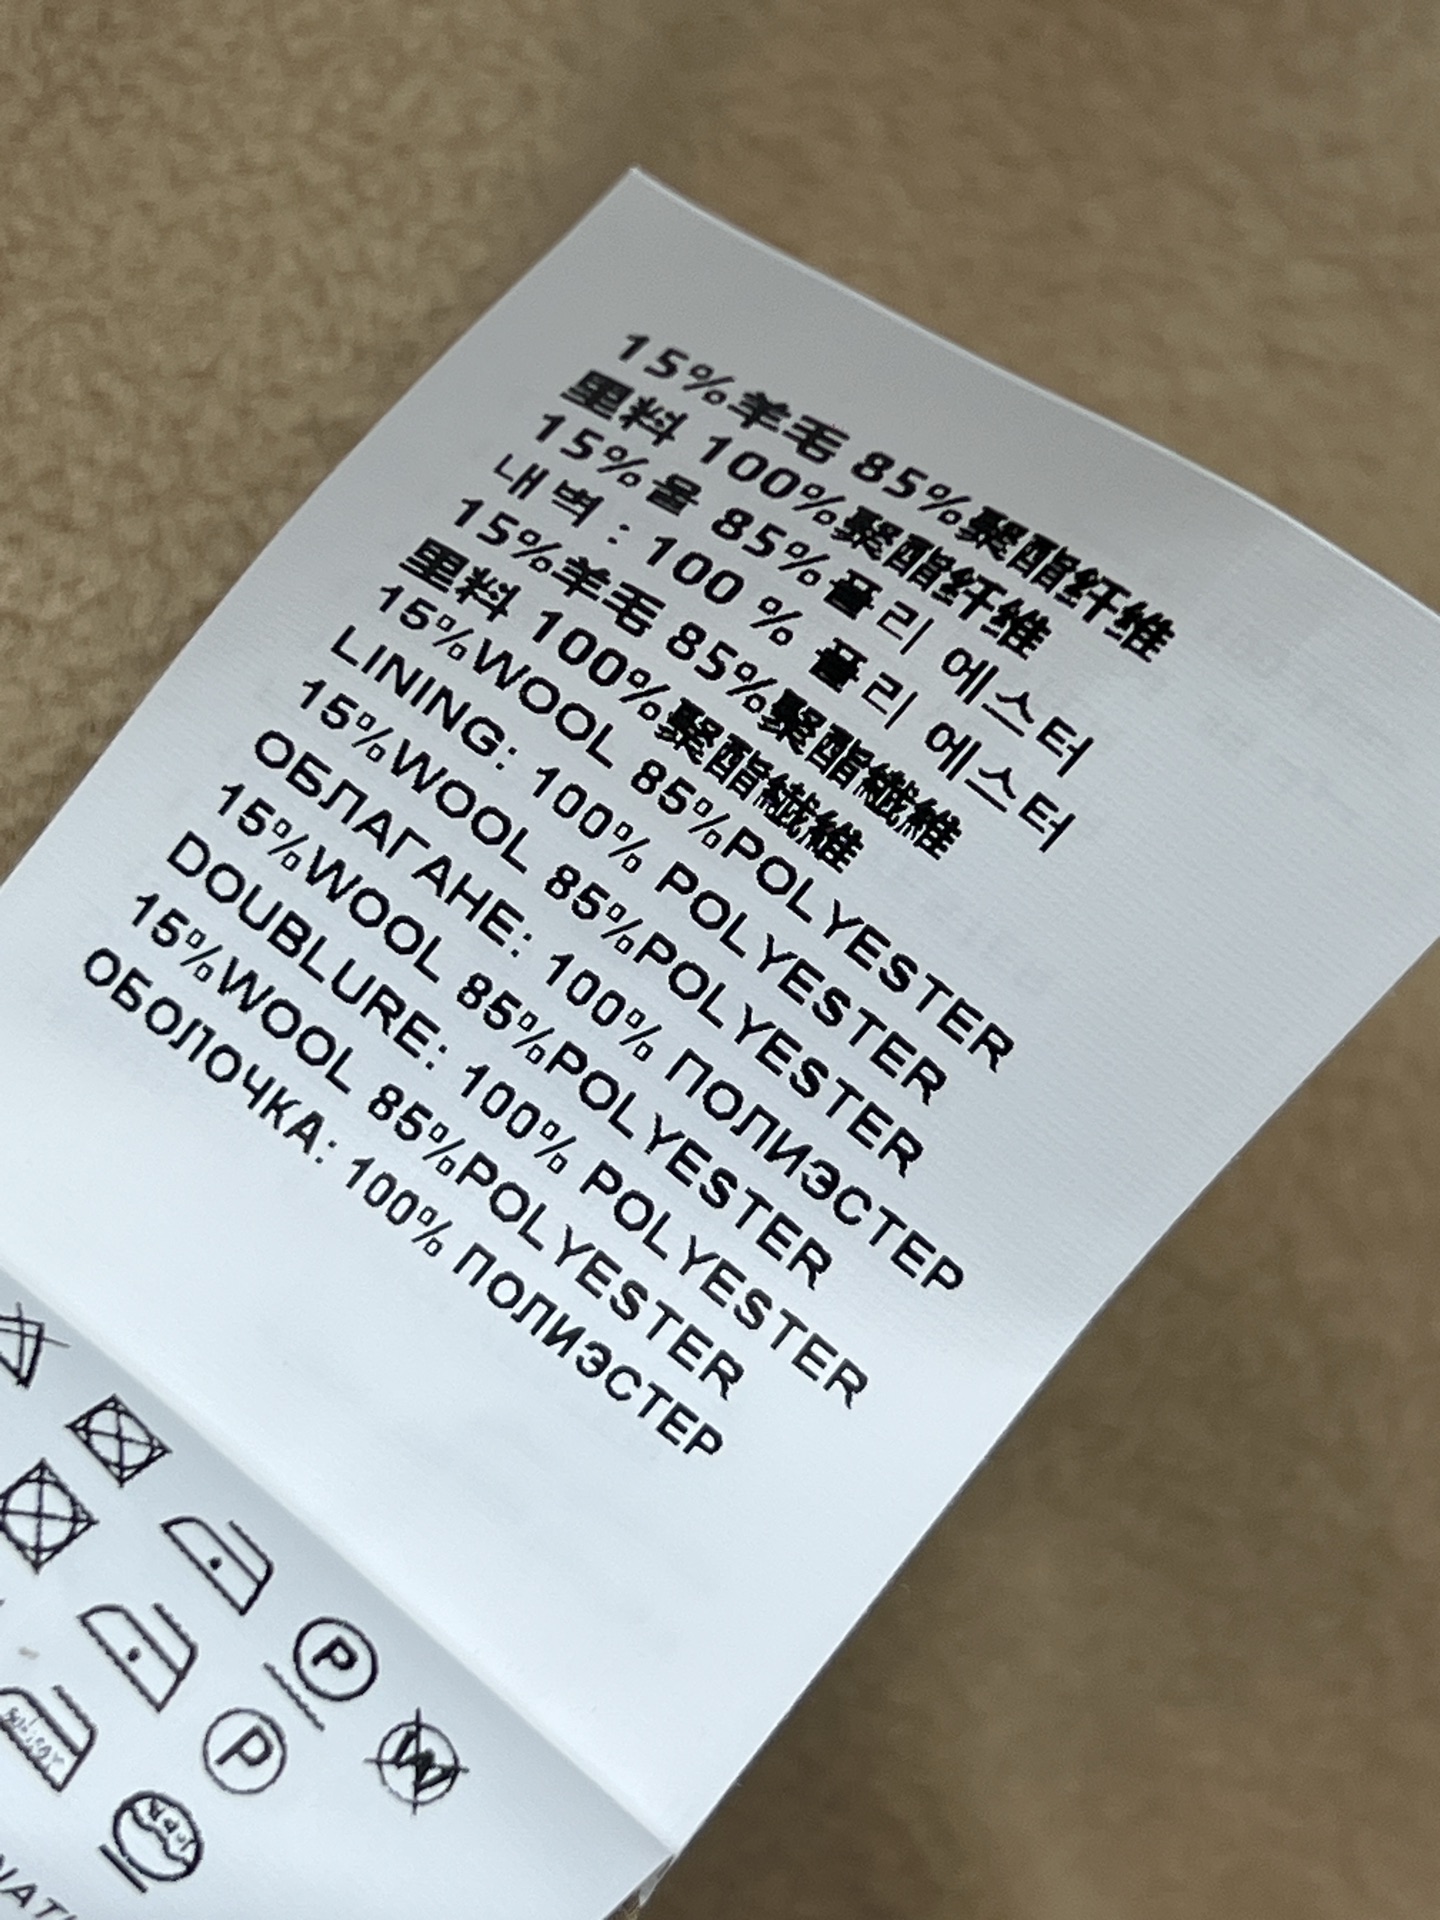 15%羊毛 85%聚酯纤维
里料 100%聚酯纤维
15%울 85%폴리 에스터
내벽 : 100 % 폴리 에스터
15%羊毛 85%聚酯纖維
里料 100%聚酯纖維
15%WOOL 85%POLYESTER
LINING: 100% POLYESTER
15%WOOL 85%POLYESTER
ОБЛАГАНЕ: 100% ПОЛИЭСТЕР
15%WOOL 85%POLYESTER
DOUBLURE: 100% POLYESTER
15%WOOL 85%POLYESTER
ОБОЛОЧКА: 100% ПОЛИЭСТЕР
P
W
P